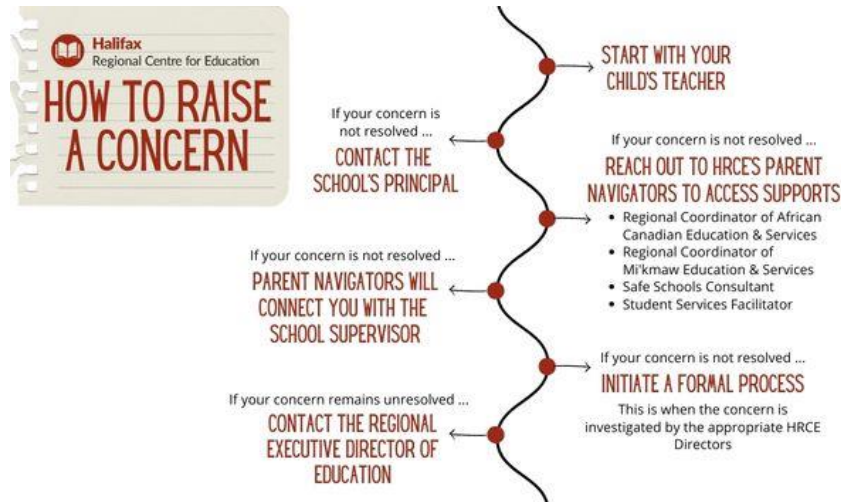 Halifax
Regional Centre for Education
HOW TO RAISE
A CONCERN
START WITH YOUR
CHILD'S TEACHER
If your concern is
not resolved ...
CONTACT THE
SCHOOL'S PRINCIPAL
If your concern is not resolved ...
REACH OUT TO HRCE'S PARENT
NAVIGATORS TO ACCESS SUPPORTS
• Regional Coordinator of African
Canadian Education & Services
• Regional Coordinator of
Mi'kmaw Education & Services
• Safe Schools Consultant
• Student Services Facilitator
If your concern is not resolved ...
PARENT NAVIGATORS WILL
CONNECT YOU WITH THE
SCHOOL SUPERVISOR
If your concern is not resolved ...
INITIATE A FORMAL PROCESS
This is when the concern is
investigated by the appropriate HRCE
Directors
If your concern remains unresolved ...
CONTACT THE REGIONAL
EXECUTIVE DIRECTOR OF
EDUCATION